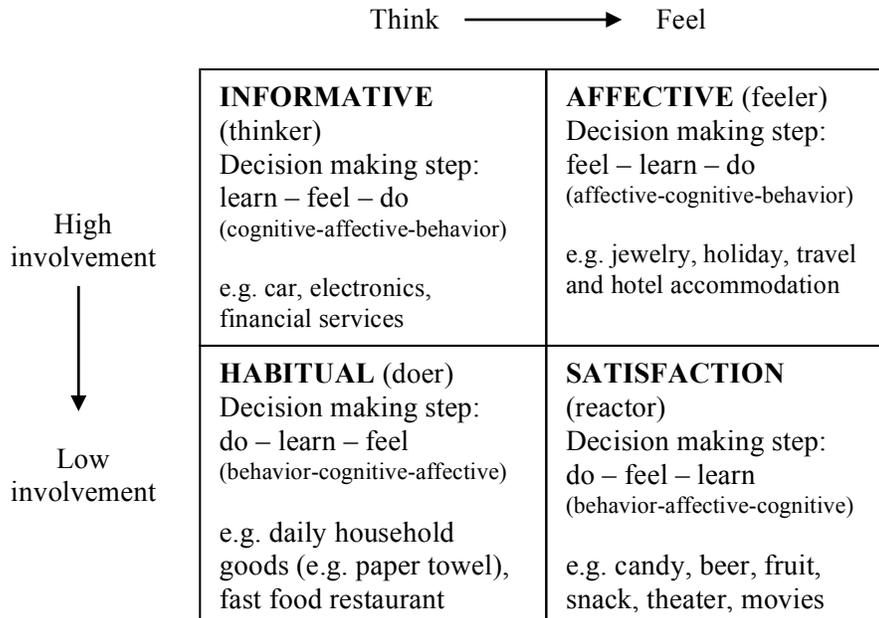 Think Feel
INFORMATIVE
(thinker)
Decision making step:
learn – feel – do
(cognitive-affective-behavior)
e.g. car, electronics,
financial services
AFFECTIVE (feeler)
Decision making step:
feel – learn – do
(affective-cognitive-behavior)
e.g. jewelry, holiday, travel
and hotel accommodation
High
involvement
HABITUAL (doer)
Decision making step:
do – learn – feel
(behavior-cognitive-affective)
e.g. daily household
goods (e.g. paper towel),
fast food restaurant
SATISFACTION
(reactor)
Decision making step:
do – feel – learn
(behavior-affective-cognitive)
e.g. candy, beer, fruit,
snack, theater, movies
Low
involvement